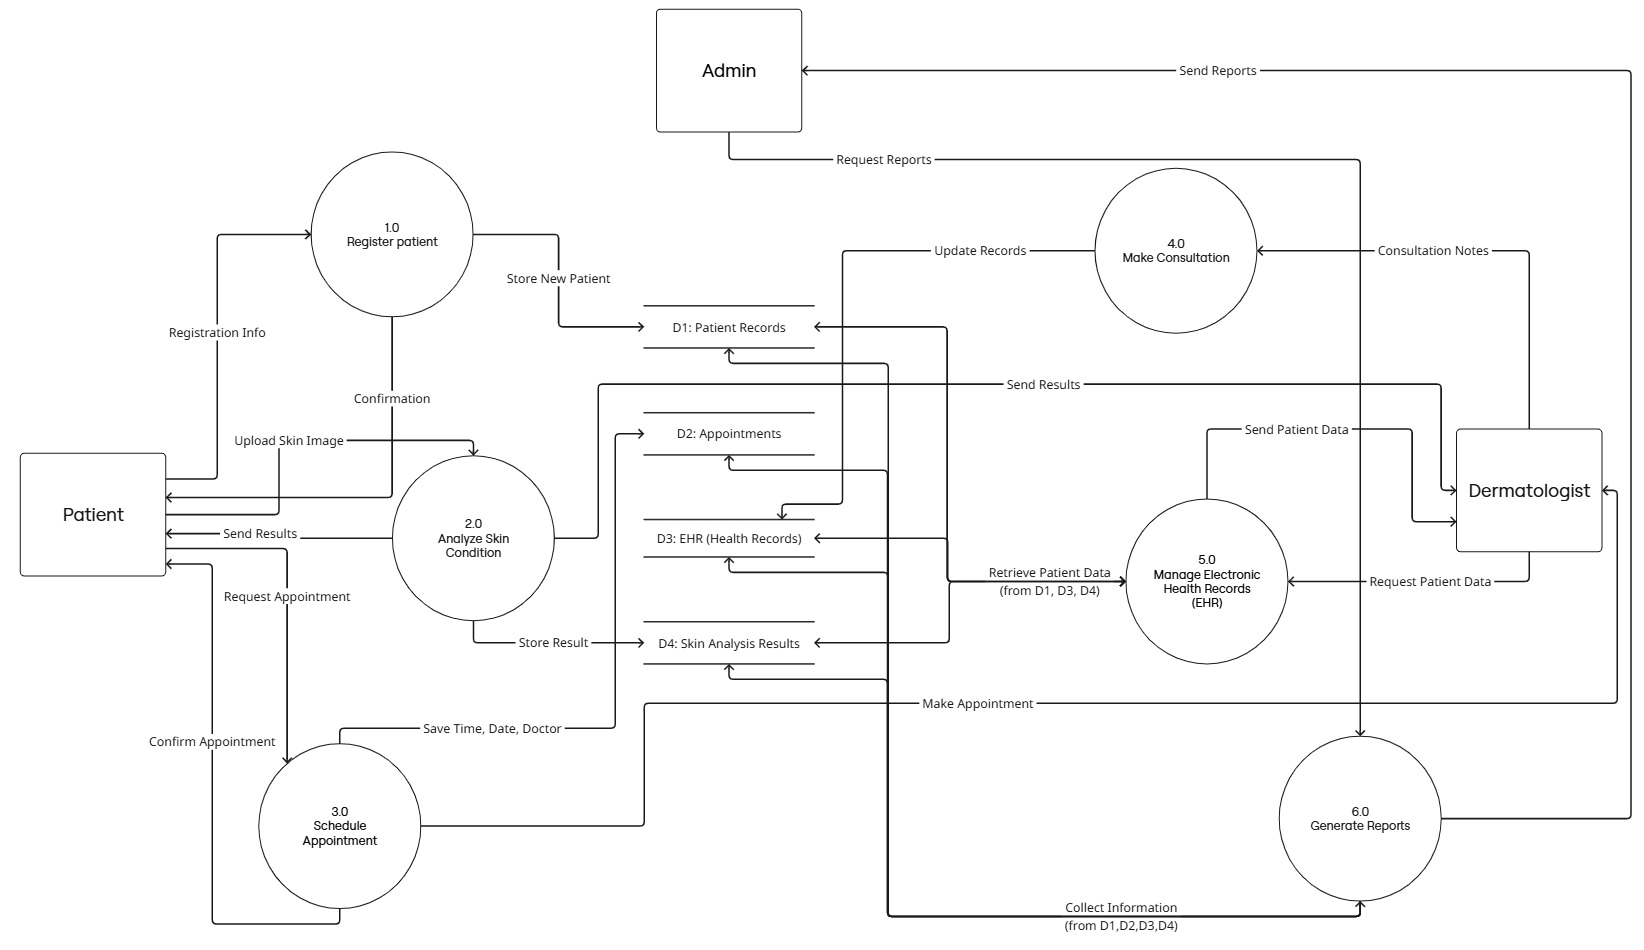 Admin
Send Reports
Request Reports
1.0
Register patient
4.0
Make Consultation
Update Records
Consultation Notes
Store New Patient
Registration Info
D1: Patient Records
Send Results
Confirmation
Upload Skin Image
D2: Appointments
Send Patient Data
Patient
Dermatologist
2.0
Analyze Skin
Condition
Send Results
D3: EHR (Health Records)
5.0
Manage Electronic
Health Records
(EHR)
Retrieve Patient Data
(from D1, D3, D4)
Request Patient Data
Request Appointment
Store Result
D4: Skin Analysis Results
Make Appointment
Save Time, Date, Doctor
Confirm Appointment
3.0
Schedule
Appointment
6.0
Generate Reports
Collect Information
(from D1,D2,D3,D4)